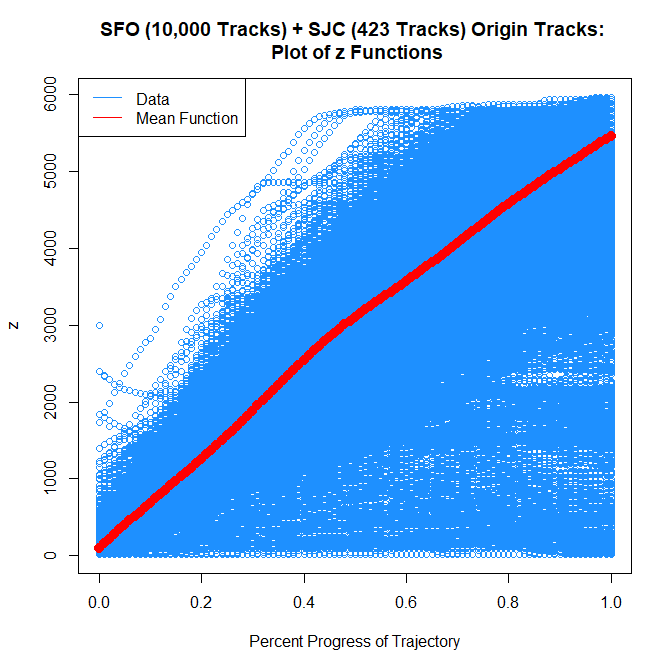 SFO (10,000 Tracks) + SJC (423 Tracks) Origin Tracks:
Plot of z Functions
Data
Mean Function
6000
5000
4000
3000
2000
1000
0
z
0.0 0.2 0.4 0.6 0.8 1.0
Percent Progress of Trajectory